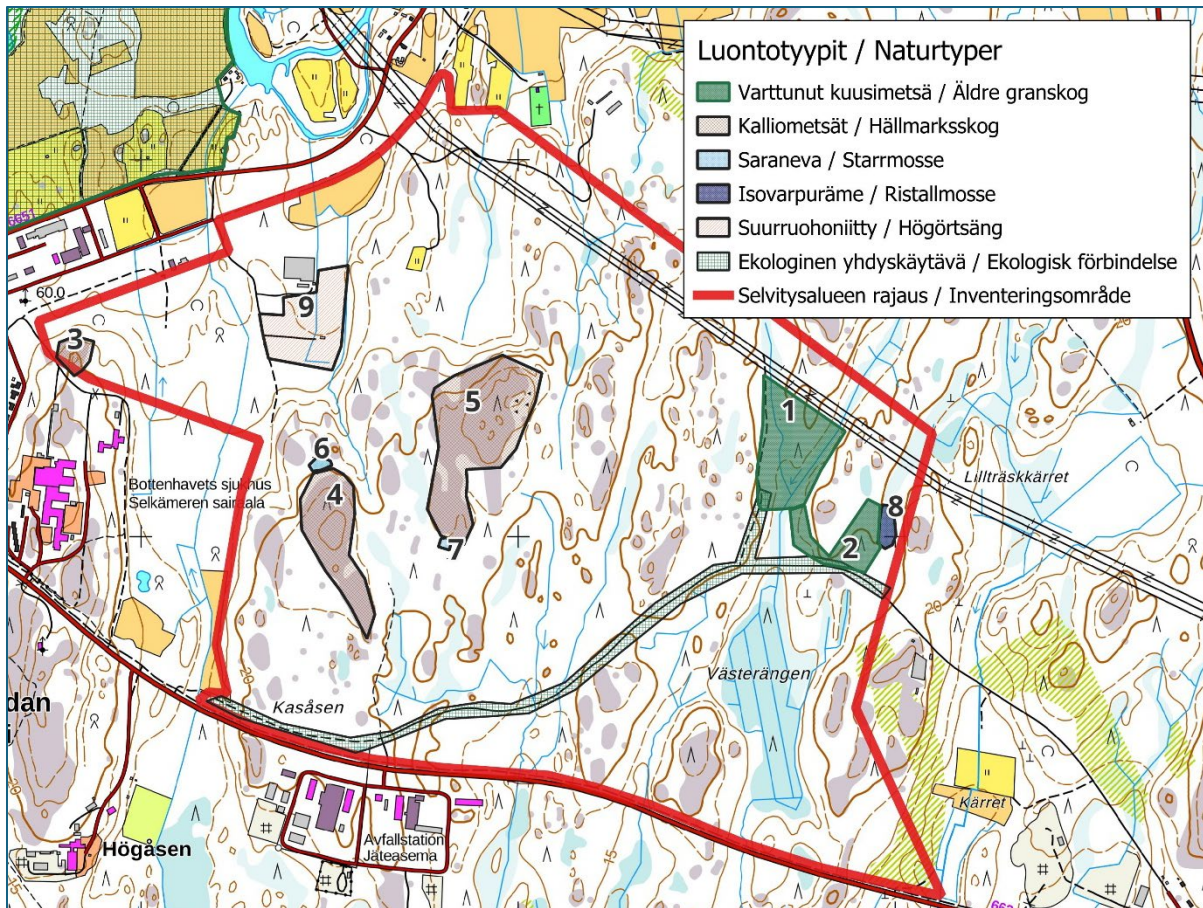 Luontotyypit / Naturtyper
Varttunut kuusimetsä / Äldre granskog
Kalliometsät / Hällmarksskog
Saraneva / Starrmosse
Isovarpuräme / Ristallmosse
Suurruohoniitty / Högörtsäng
Ekologinen yhdyskäytävä / Ekologisk förbindelse
Selvitysalueen rajaus / Inventeringsområde
60.0
9
3
5
1
6
4
Bottenhavets sjukhus
Selkämeren sairaala
Lillträskkärret
8
7
2
20
20
Västerängen
Kasåsen
dan
i
Kärret
Avfallstation
Jäteasema
Högåsen
15